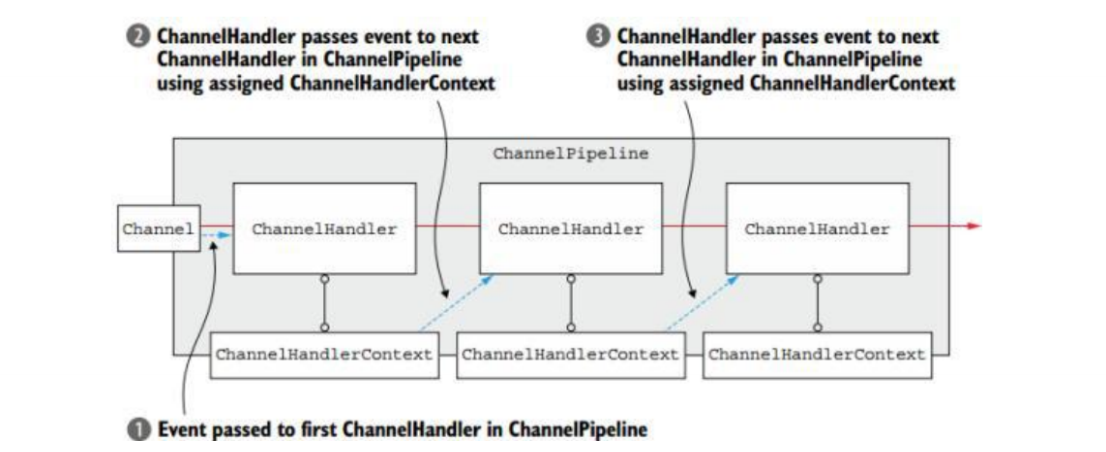 2 ChannelHandler passes event to next
ChannelHandler in ChannelPipeline
using assigned ChannelHandlerContext
3 ChannelHandler passes event to next
ChannelHandler in ChannelPipeline
using assigned ChannelHandlerContext
ChannelPipeline
Channel
ChannelHandler
ChannelHandler
ChannelHandler
ChannelHandlerContext
ChannelHandlerContext
ChannelHandlerContext
1 Event passed to first ChannelHandler in ChannelPipeline